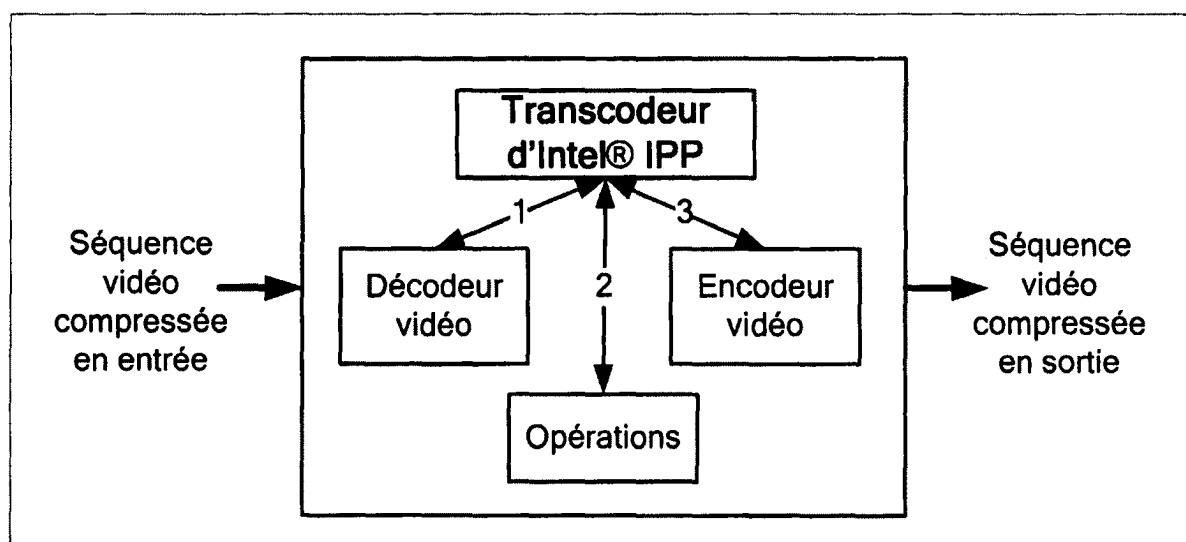 Transcodeur
d'Intel® IPP
1
3
2
Séquence
vidéo
compressée
en entrée
Décodeur
vidéo
Encodeur
vidéo
Opérations
Séquence
vidéo
compressée
en sortie